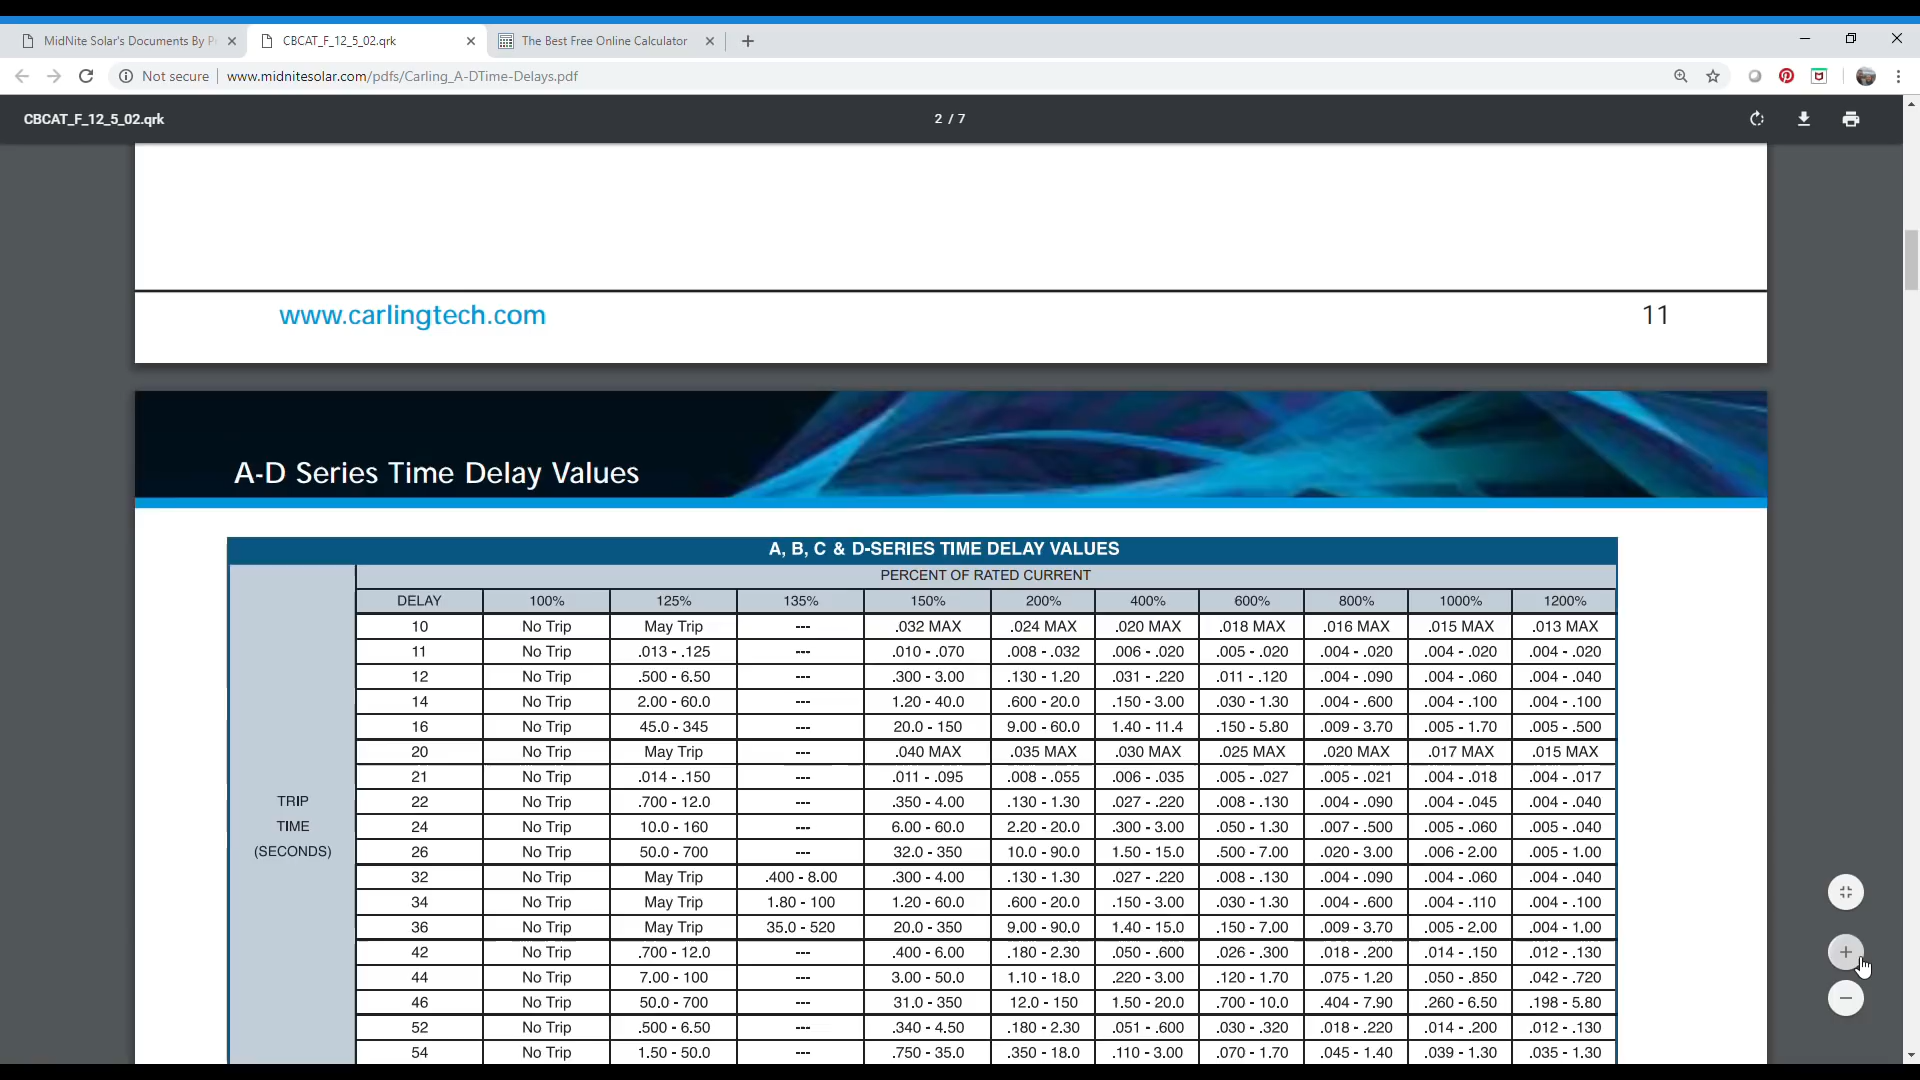 MidNite Solar's Documents By P
CBCAT_F_12_5_02.qrk
The Best Free Online Calculator
Not secure www.midnitesolar.com/pdfs/Carling_A-DTime-Delays.pdf
CBCAT_F_12_5_02.qrk 2 / 7
www.carlingtech.com 11
A-D Series Time Delay Values
A, B, C & D-SERIES TIME DELAY VALUES
PERCENT OF RATED CURRENT
DELAY 100% 125% 135% 150% 200% 400% 600% 800% 1000% 1200%
10 No Trip May Trip --- .032 MAX .024 MAX .020 MAX .018 MAX .016 MAX .015 MAX .013 MAX
11 No Trip .013 - .125 --- .010 - .070 .008 - .032 .006 - .020 .005 - .020 .004 - .020 .004 - .020 .004 - .020
12 No Trip .500 - 6.50 --- .300 - 3.00 .130 - 1.20 .031 - .220 .011 - .120 .004 - .090 .004 - .060 .004 - .040
14 No Trip 2.00 - 60.0 --- 1.20 - 40.0 .600 - 20.0 .150 - 3.00 .030 - 1.30 .004 - .600 .004 - .100 .004 - .100
16 No Trip 45.0 - 345 --- 20.0 - 150 9.00 - 60.0 1.40 - 11.4 .150 - 5.80 .009 - 3.70 .005 - 1.70 .005 - .500
20 No Trip May Trip --- .040 MAX .035 MAX .030 MAX .025 MAX .020 MAX .017 MAX .015 MAX
21 No Trip .014 - .150 --- .011 - .095 .008 - .055 .006 - .035 .005 - .027 .005 - .021 .004 - .018 .004 - .017
TRIP
22 No Trip .700 - 12.0 --- .350 - 4.00 .130 - 1.30 .027 - .220 .008 - .130 .004 - .090 .004 - .045 .004 - .040
TIME
24 No Trip 10.0 - 160 --- 6.00 - 60.0 2.20 - 20.0 .300 - 3.00 .050 - 1.30 .007 - .500 .005 - .060 .005 - .040
(SECONDS)
26 No Trip 50.0 - 700 --- 32.0 - 350 10.0 - 90.0 1.50 - 15.0 .500 - 7.00 .020 - 3.00 .006 - 2.00 .005 - 1.00
32 No Trip May Trip .400 - 8.00 .300 - 4.00 .130 - 1.30 .027 - .220 .008 - .130 .004 - .090 .004 - .060 .004 - .040
34 No Trip May Trip 1.80 - 100 1.20 - 60.0 .600 - 20.0 .150 - 3.00 .030 - 1.30 .004 - .600 .004 - .110 .004 - .100
36 No Trip May Trip 35.0 - 520 20.0 - 350 9.00 - 90.0 1.40 - 15.0 .150 - 7.00 .009 - 3.70 .005 - 2.00 .004 - 1.00
42 No Trip .700 - 12.0 --- .400 - 6.00 .180 - 2.30 .050 - .600 .026 - .300 .018 - .200 .014 - .150 .012 - .130
44 No Trip 7.00 - 100 --- 3.00 - 50.0 1.10 - 18.0 .220 - 3.00 .120 - 1.70 .075 - 1.20 .050 - .850 .042 - .720
46 No Trip 50.0 - 700 --- 31.0 - 350 12.0 - 150 1.50 - 20.0 .700 - 10.0 .404 - 7.90 .260 - 6.50 .198 - 5.80
52 No Trip .500 - 6.50 --- .340 - 4.50 .180 - 2.30 .051 - .600 .030 - .320 .018 - .220 .014 - .200 .012 - .130
54 No Trip 1.50 - 50.0 --- .750 - 35.0 .350 - 18.0 .110 - 3.00 .070 - 1.70 .045 - 1.40 .039 - 1.30 .035 - 1.30